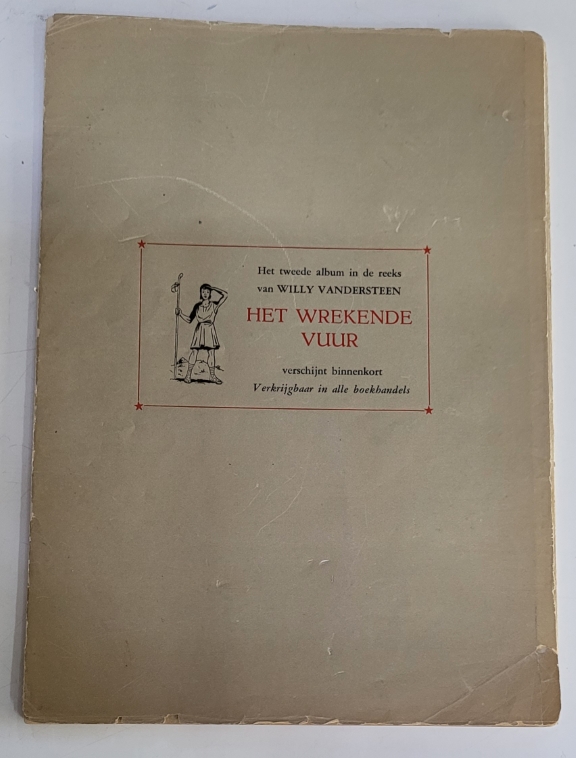 Het tweede album in de reeks
van WILLY VANDERSTEEN
HET WREKENDE
VUUR
verschijnt binnenkort
Verkrijgbaar in alle boekhandels